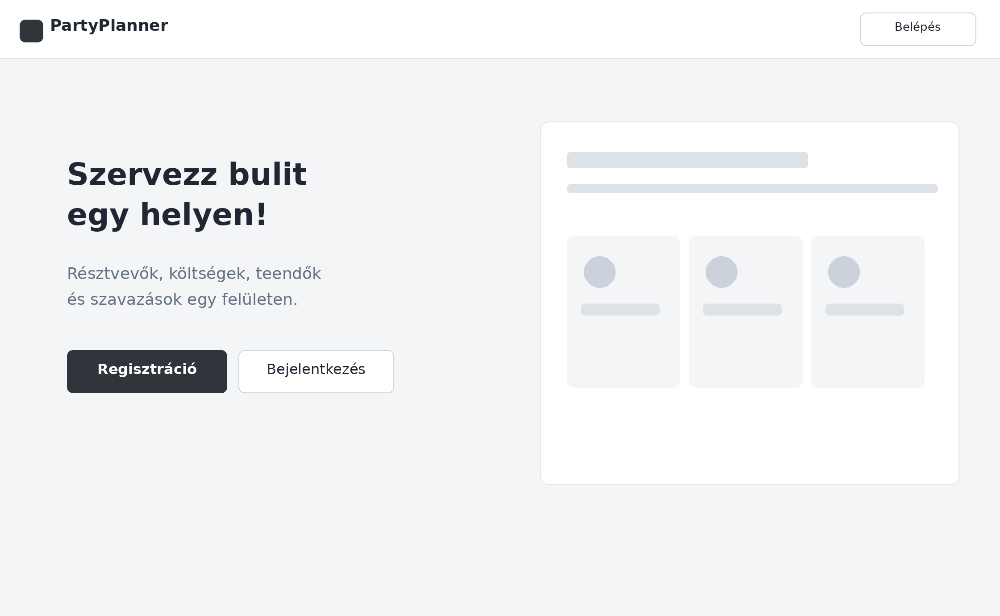 PartyPlanner
Belépés
Szervezz bulit
egy helyen!
Résztvevők, költségek, teendők
és szavazások egy felületen.
Regisztráció
Bejelentkezés